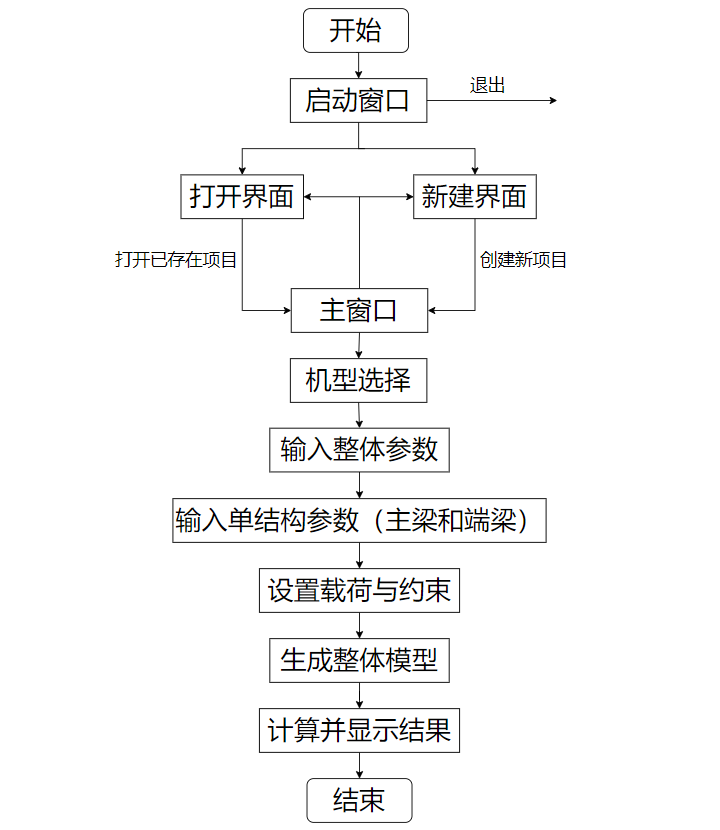 开始
启动窗口
退出
打开界面
新建界面
打开已存在项目
创建新项目
主窗口
机型选择
输入整体参数
输入单结构参数（主梁和端梁）
设置载荷与约束
生成整体模型
计算并显示结果
结束